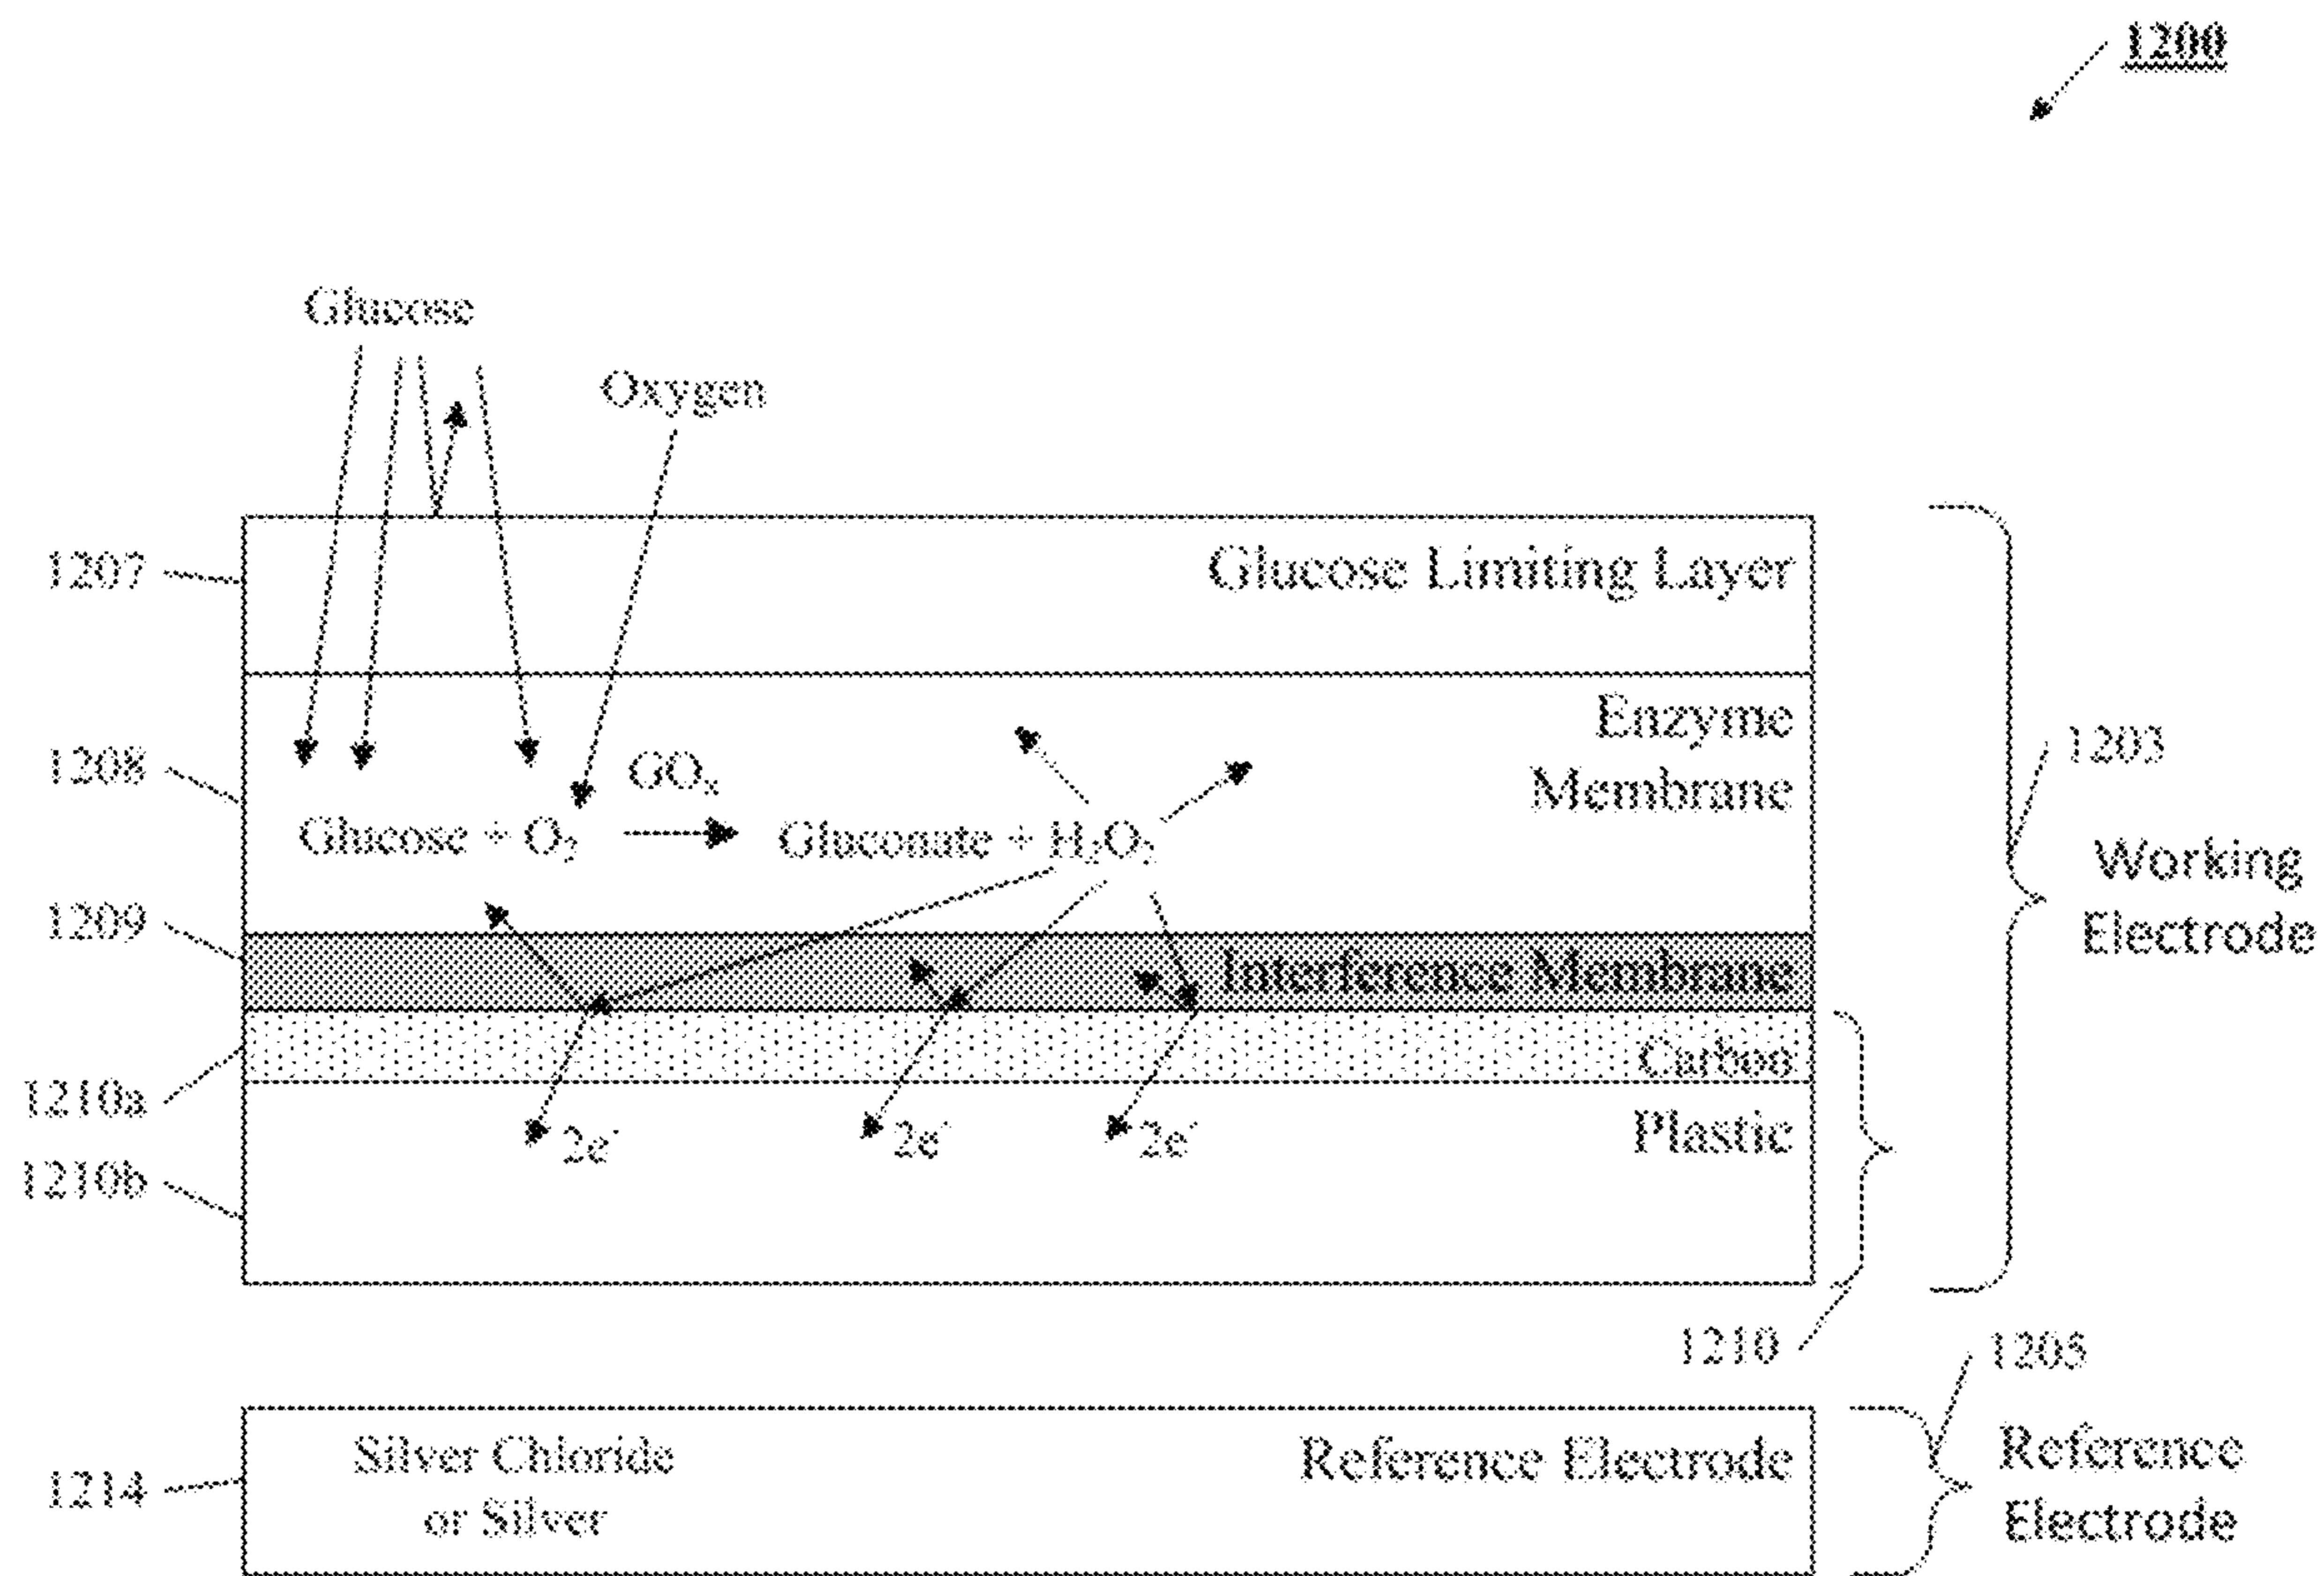 1200
Glucose
Oxygen
1207
Glucose Limiting Layer
Enzyme
Membrane
1208
GOₓ
1203
Glucose + O₂
Gluconate + H₂O₂
Working
Electrode
1209
Interference Membrane
Carbon
1210a
2e⁻
2e⁻
2e⁻
Plastic
1210b
1210
1205
Silver Chloride
or Silver
Reference Electrode
Reference
Electrode
1214